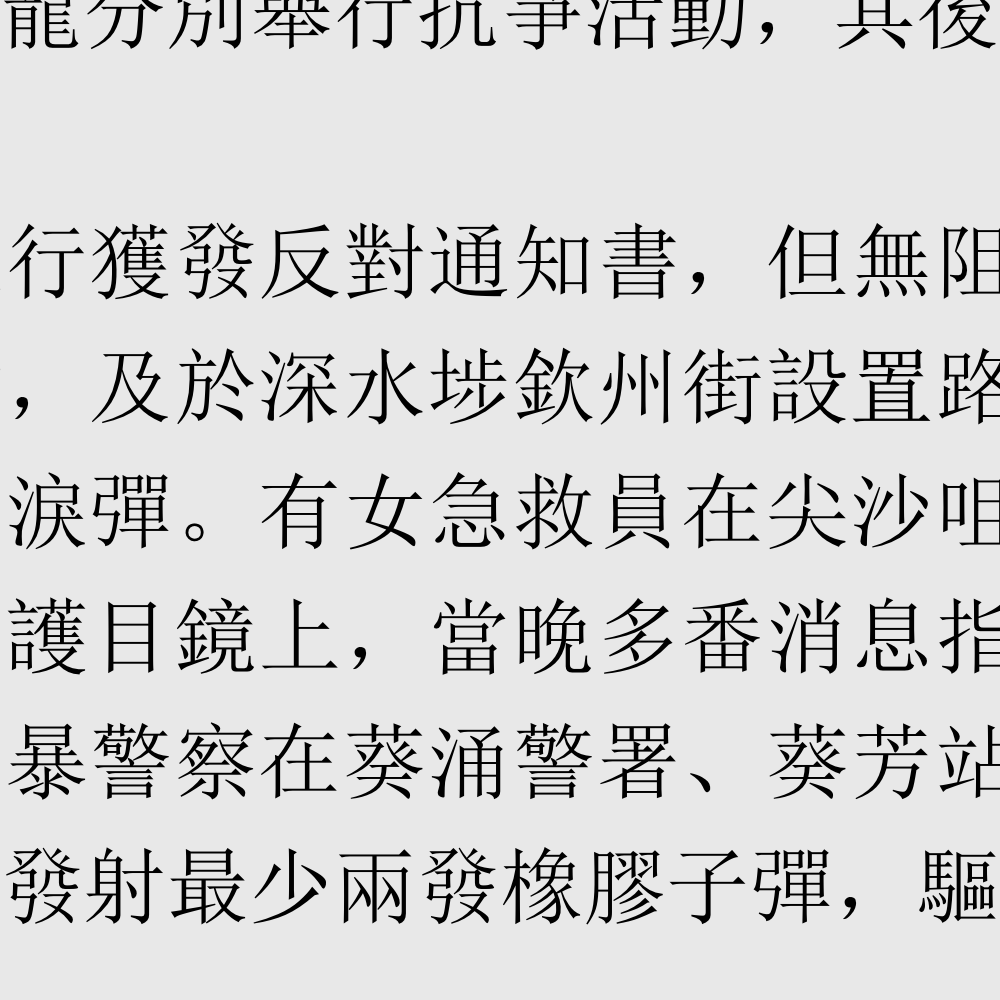 龍分別舉行抗爭活動，其後
行獲發反對通知書，但無阻
，及於深水埗欽州街設置路
淚彈。有女急救員在尖沙咀
護目鏡上，當晚多番消息指
暴警察在葵涌警署、葵芳站
發射最少兩發橡膠子彈，驅